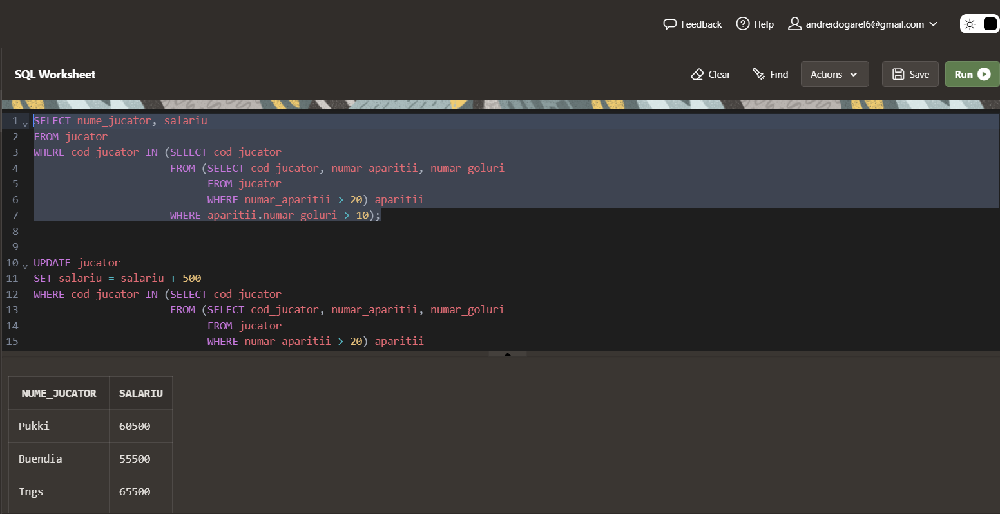 Feedback Help andreidogarel6@gmail.com
SQL Worksheet Clear Find Actions Save Run
1 SELECT nume_jucator, salariu
2 FROM jucator
3 WHERE cod_jucator IN (SELECT cod_jucator
4 FROM (SELECT cod_jucator, numar_aparitii, numar_goluri
5 FROM jucator
6 WHERE numar_aparitii > 20) aparitii
7 WHERE aparitii.numar_goluri > 10);
8
9
10 UPDATE jucator
11 SET salariu = salariu + 500
12 WHERE cod_jucator IN (SELECT cod_jucator
13 FROM (SELECT cod_jucator, numar_aparitii, numar_goluri
14 FROM jucator
15 WHERE numar_aparitii > 20) aparitii
NUME_JUCATOR SALARIU
Pukki 60500
Buendia 55500
Ings 65500